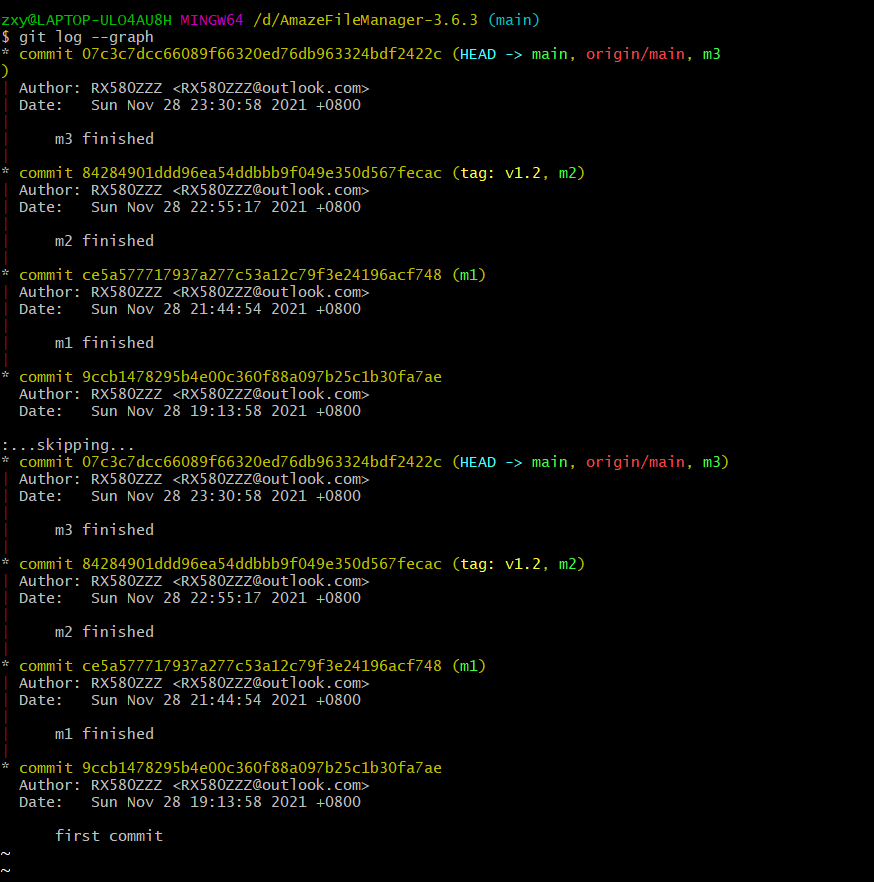 zxy@LAPTOP-ULO4AU8H MINGW64 /d/AmazeFileManager-3.6.3 (main)
$ git log --graph
* commit 07c3c7dcc66089f66320ed76db963324bdf2422c (HEAD -> main, origin/main, m3
)
| Author: RX580ZZZ <RX580ZZZ@outlook.com>
| Date:   Sun Nov 28 23:30:58 2021 +0800
|
|     m3 finished
|
* commit 84284901ddd96ea54ddbbb9f049e350d567fecac (tag: v1.2, m2)
| Author: RX580ZZZ <RX580ZZZ@outlook.com>
| Date:   Sun Nov 28 22:55:17 2021 +0800
|
|     m2 finished
|
* commit ce5a577717937a277c53a12c79f3e24196acf748 (m1)
| Author: RX580ZZZ <RX580ZZZ@outlook.com>
| Date:   Sun Nov 28 21:44:54 2021 +0800
|
|     m1 finished
|
* commit 9ccb1478295b4e00c360f88a097b25c1b30fa7ae
  Author: RX580ZZZ <RX580ZZZ@outlook.com>
  Date:   Sun Nov 28 19:13:58 2021 +0800

:...skipping...
* commit 07c3c7dcc66089f66320ed76db963324bdf2422c (HEAD -> main, origin/main, m3)
| Author: RX580ZZZ <RX580ZZZ@outlook.com>
| Date:   Sun Nov 28 23:30:58 2021 +0800
|
|     m3 finished
|
* commit 84284901ddd96ea54ddbbb9f049e350d567fecac (tag: v1.2, m2)
| Author: RX580ZZZ <RX580ZZZ@outlook.com>
| Date:   Sun Nov 28 22:55:17 2021 +0800
|
|     m2 finished
|
* commit ce5a577717937a277c53a12c79f3e24196acf748 (m1)
| Author: RX580ZZZ <RX580ZZZ@outlook.com>
| Date:   Sun Nov 28 21:44:54 2021 +0800
|
|     m1 finished
|
* commit 9ccb1478295b4e00c360f88a097b25c1b30fa7ae
  Author: RX580ZZZ <RX580ZZZ@outlook.com>
  Date:   Sun Nov 28 19:13:58 2021 +0800

      first commit
~
~